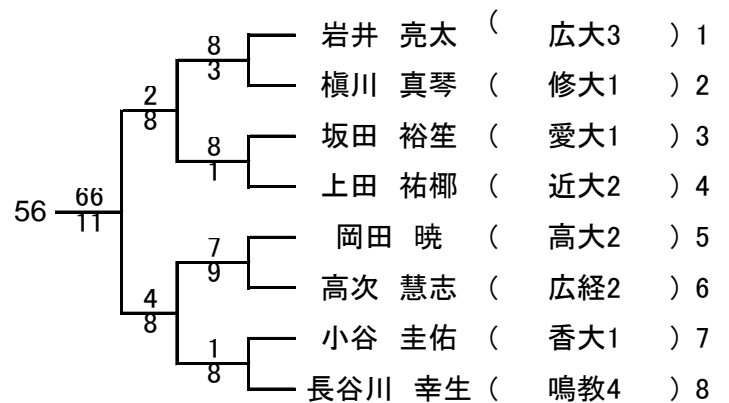 岩井 亮太 ( 広大3 ) 1
8
3
槇川 真琴 ( 修大1 ) 2
2
8
坂田 裕笙 ( 愛大1 ) 3
8
1
上田 祐椰 ( 近大2 ) 4
56 66
11
岡田 暁 ( 高大2 ) 5
7
9
高次 慧志 ( 広経2 ) 6
4
8
小谷 圭佑 ( 香大1 ) 7
1
8
長谷川 幸生 ( 鳴教4 ) 8